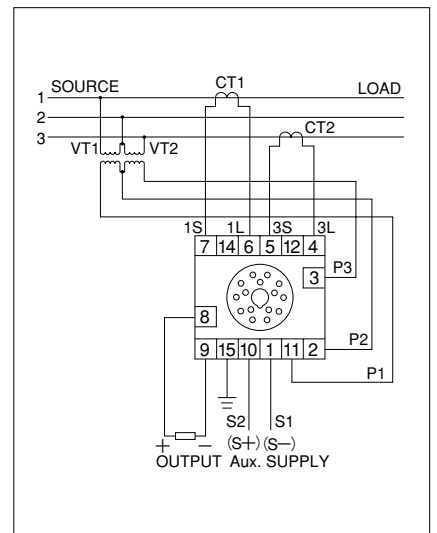 SOURCE CT1 LOAD
1
2
3 CT2
VT1 VT2
1S 1L 3S 3L
7 14 6 5 12 4
3 P3
8
9 15 10 1 11 2 P2
P1
S2 S1
(S+) (S−)
+ −
OUTPUT Aux. SUPPLY